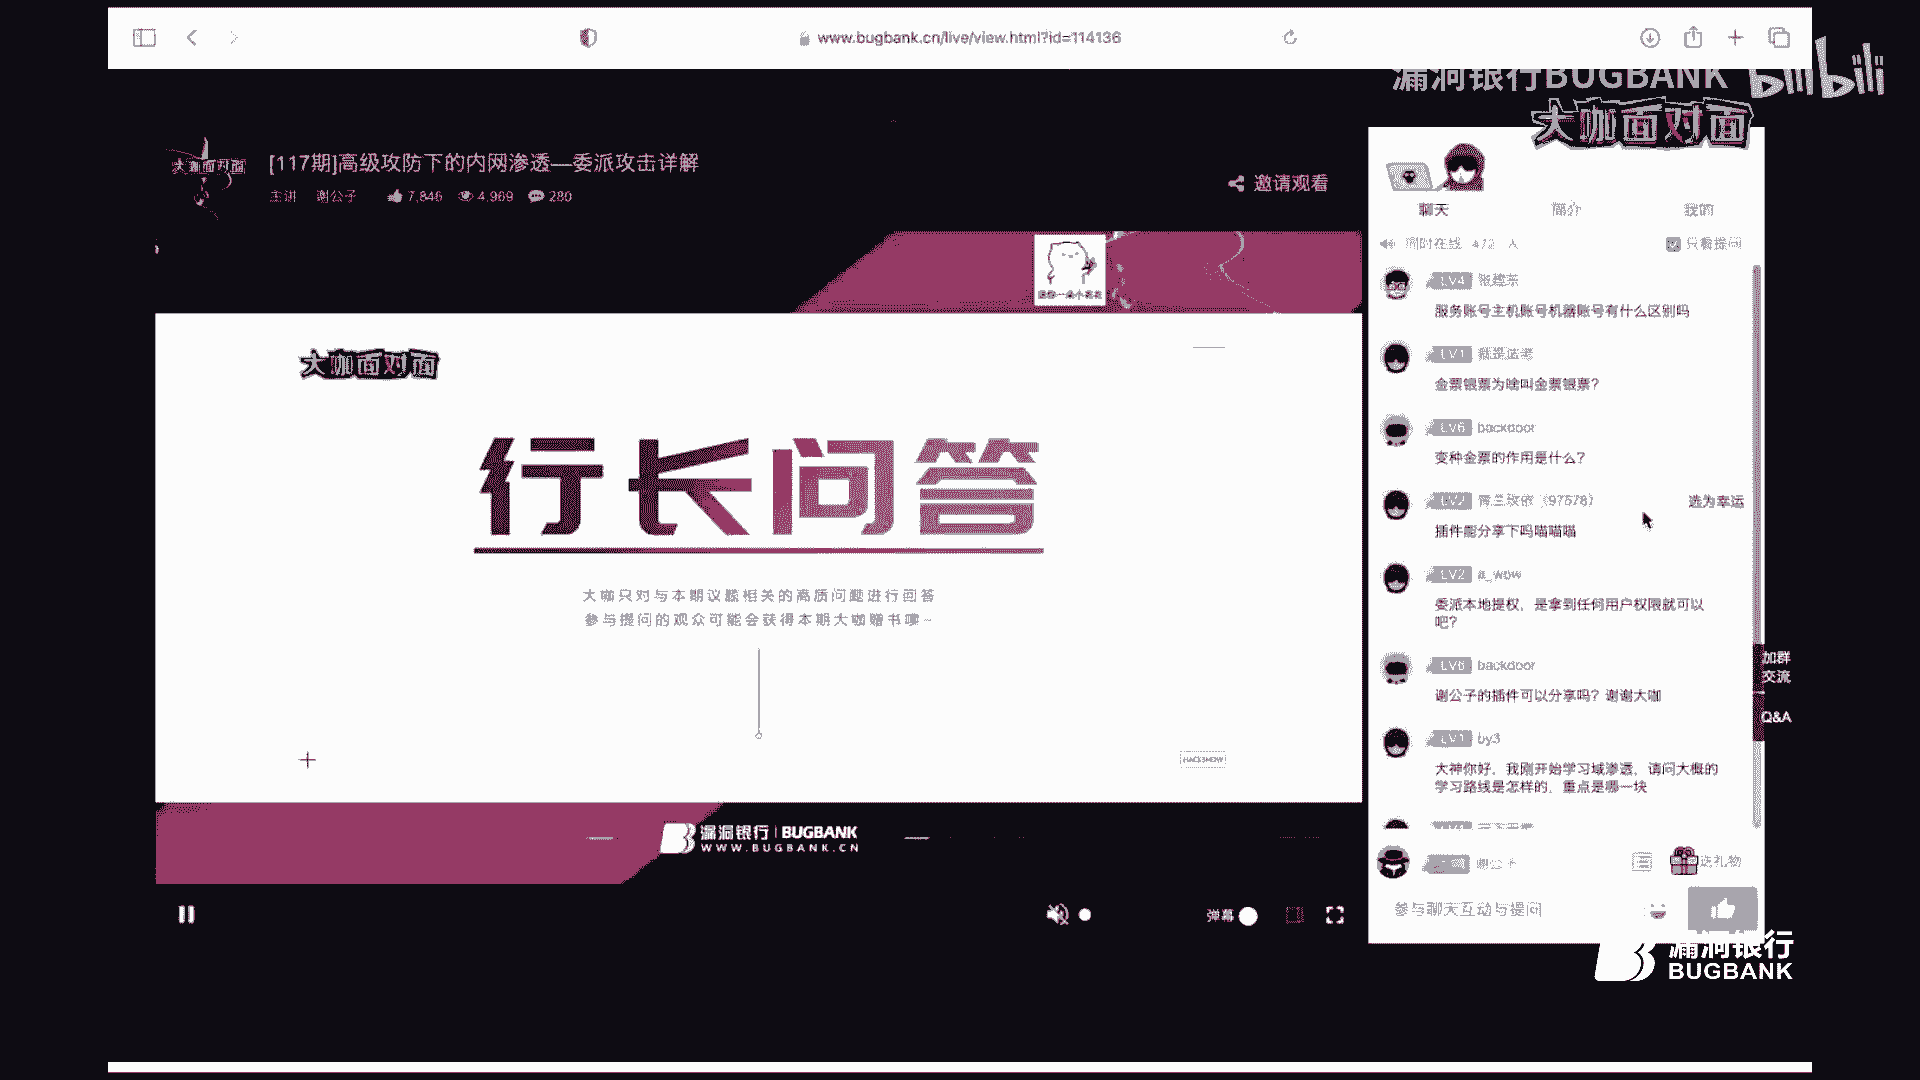 www.bugbank.cn/live/view.html?id=114136
漏洞银行BUGBANK
bilibili
大咖面对面
大咖面对面
[117期]高级攻防下的内网渗透—委派攻击详解
主讲 谢公子 7,846 4,969 280
邀请观看
大咖面对面
行长问答
大咖只对与本期议题相关的高质问题进行回答
参与提问的观众可能会获得本期大咖赠书噢~
HACKSHOW
漏洞银行 | BUGBANK
WWW.BUGBANK.CN
弹幕
聊天 简介 我的
同时在线 472 人 只看提问
LV4
服务账号主机账号机器账号有什么区别吗
LV1
金票银票为啥叫金票银票?
LV6 backdoor
变种金票的作用是什么?
LV2 (97578) 选为幸运
插件能分享下吗喵喵喵
LV2 a_wow
委派本地提权,是拿到任何用户权限就可以
吧?
LV6 backdoor
谢公子的插件可以分享吗?谢谢大咖
LV1 by3
大神你好,我刚开始学习域渗透,请问大概的
学习路线是怎样的,重点是哪一块
谢公子
送礼物
参与聊天互动与提问
加群
交流
Q&A
漏洞银行
BUGBANK